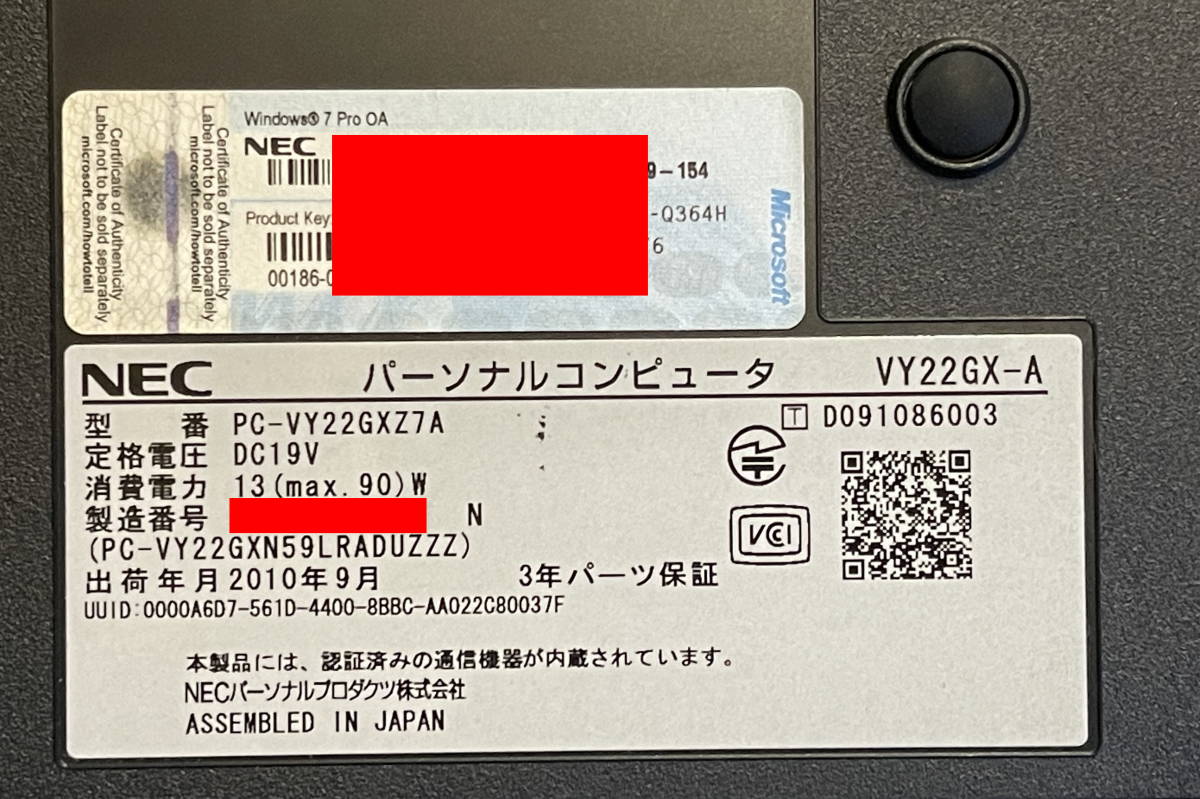 Windows® 7 Pro OA
NEC
9-154
Product Key:
-Q364H
00186-
Microsoft
Certificate of Authenticity
Label not to be sold separately
microsoft.com/howtotell
Certificate of Authenticity
Label not to be sold separately
microsoft.com/howtotell
NEC パーソナルコンピュータ VY22GX-A
型 番 PC-VY22GXZ7A
T D091086003
定格電圧 DC19V
消費電力 13(max.90)W
製造番号 N
VCI
(PC-VY22GXN59LRADUZZZ)
出荷年月 2010年9月 3年パーツ保証
UUID:0000A6D7-561D-4400-8BBC-AA022C80037F
本製品には、認証済みの通信機器が内蔵されています。
NECパーソナルプロダクツ株式会社
ASSEMBLED IN JAPAN